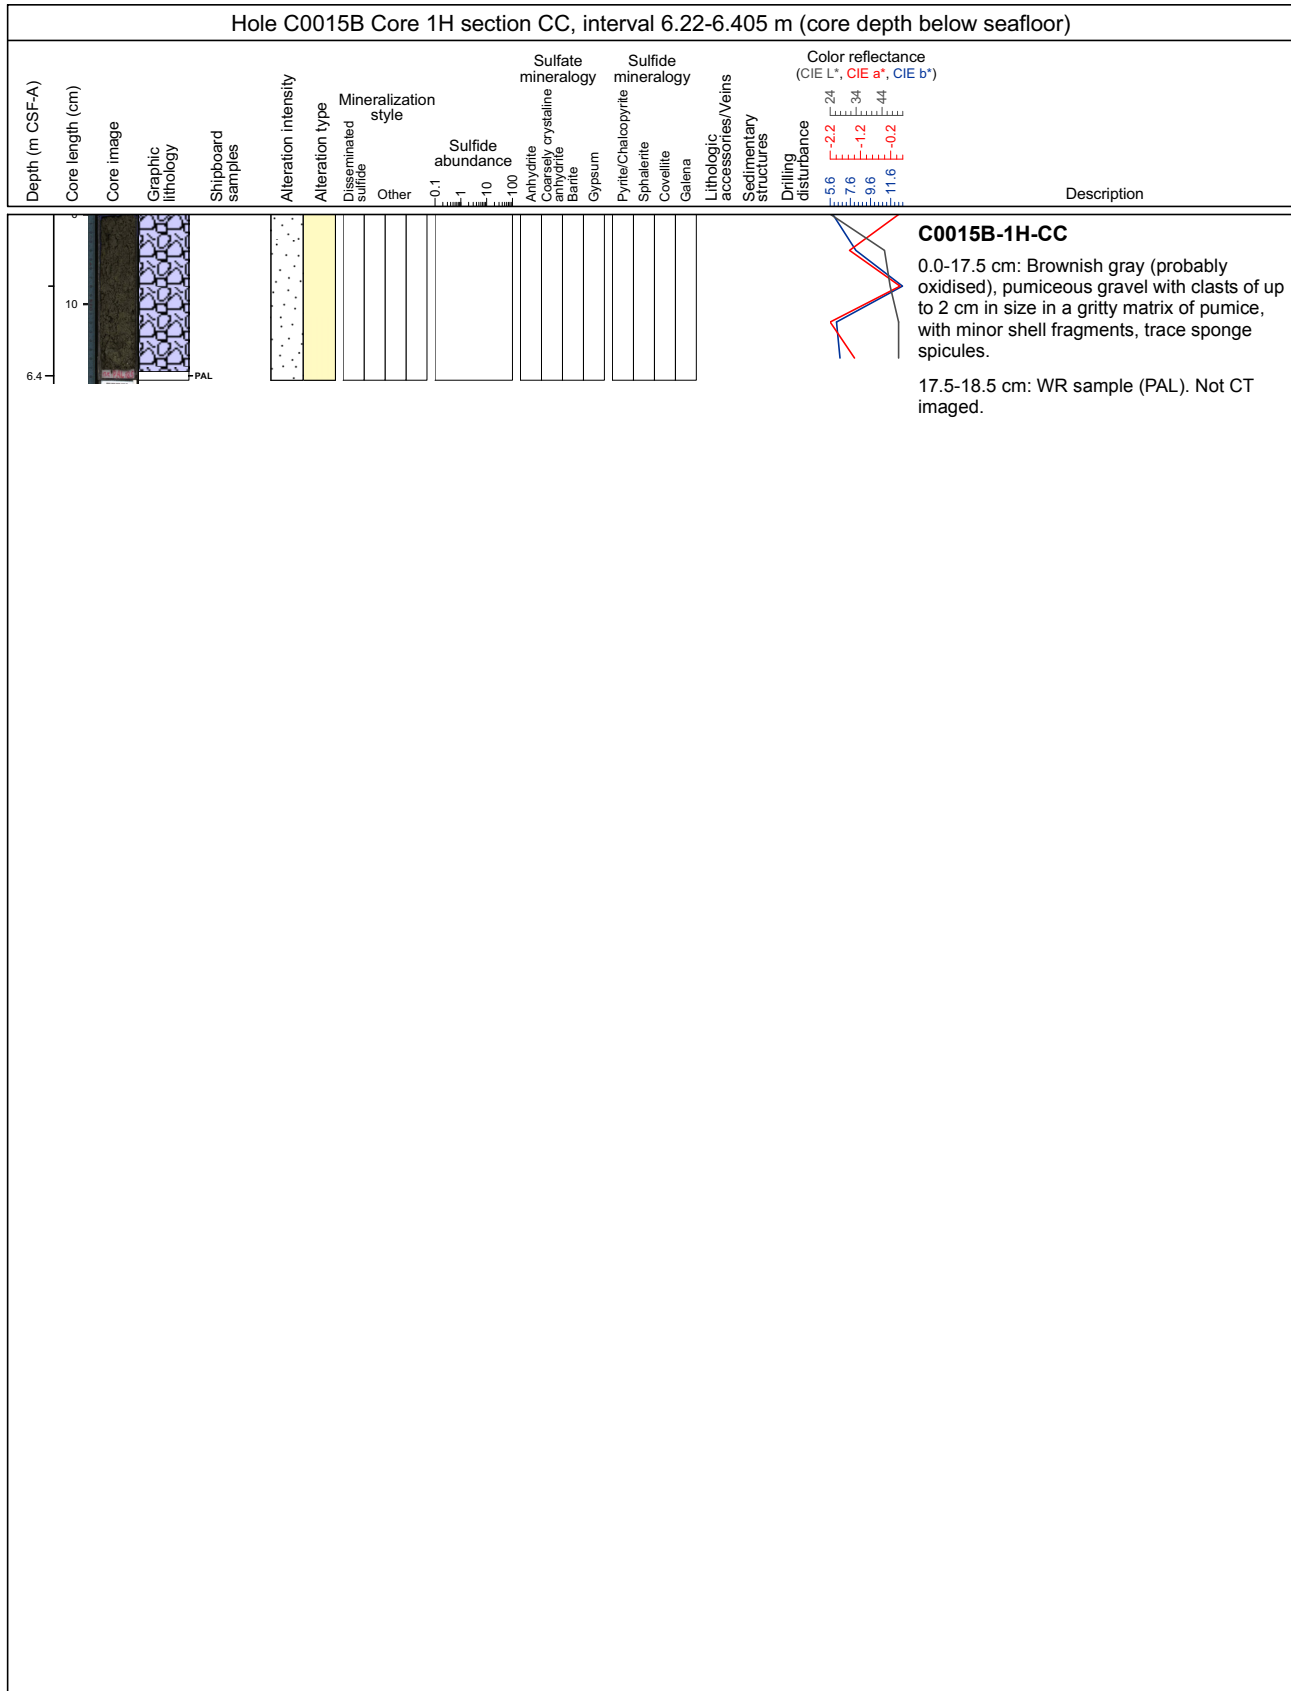 Hole C0015B Core 1H section CC, interval 6.22-6.405 m (core depth below seafloor)
Depth (m CSF-A)
Core length (cm)
Core image
Graphic
lithology
Shipboard
samples
Alteration intensity
Alteration type
Mineralization
style
Disseminated
sulfide
Other
Sulfide
abundance
0.1
1
10
100
Sulfate
mineralogy
Anhydrite
Coarsely crystaline
anhydrite
Barite
Gypsum
Sulfide
mineralogy
Pyrite/Chalcopyrite
Sphalerite
Covellite
Galena
Lithologic
accessories/Veins
Sedimentary
structures
Drilling
disturbance
Color reflectance
(CIE L*, CIE a*, CIE b*)
24 34 44
-2.2 -1.2 -0.2
5.6 7.6 9.6 11.6
Description
10
6.4
PAL
C0015B-1H-CC
0.0-17.5 cm: Brownish gray (probably
oxidised), pumiceous gravel with clasts of up
to 2 cm in size in a gritty matrix of pumice,
with minor shell fragments, trace sponge
spicules.
17.5-18.5 cm: WR sample (PAL). Not CT
imaged.